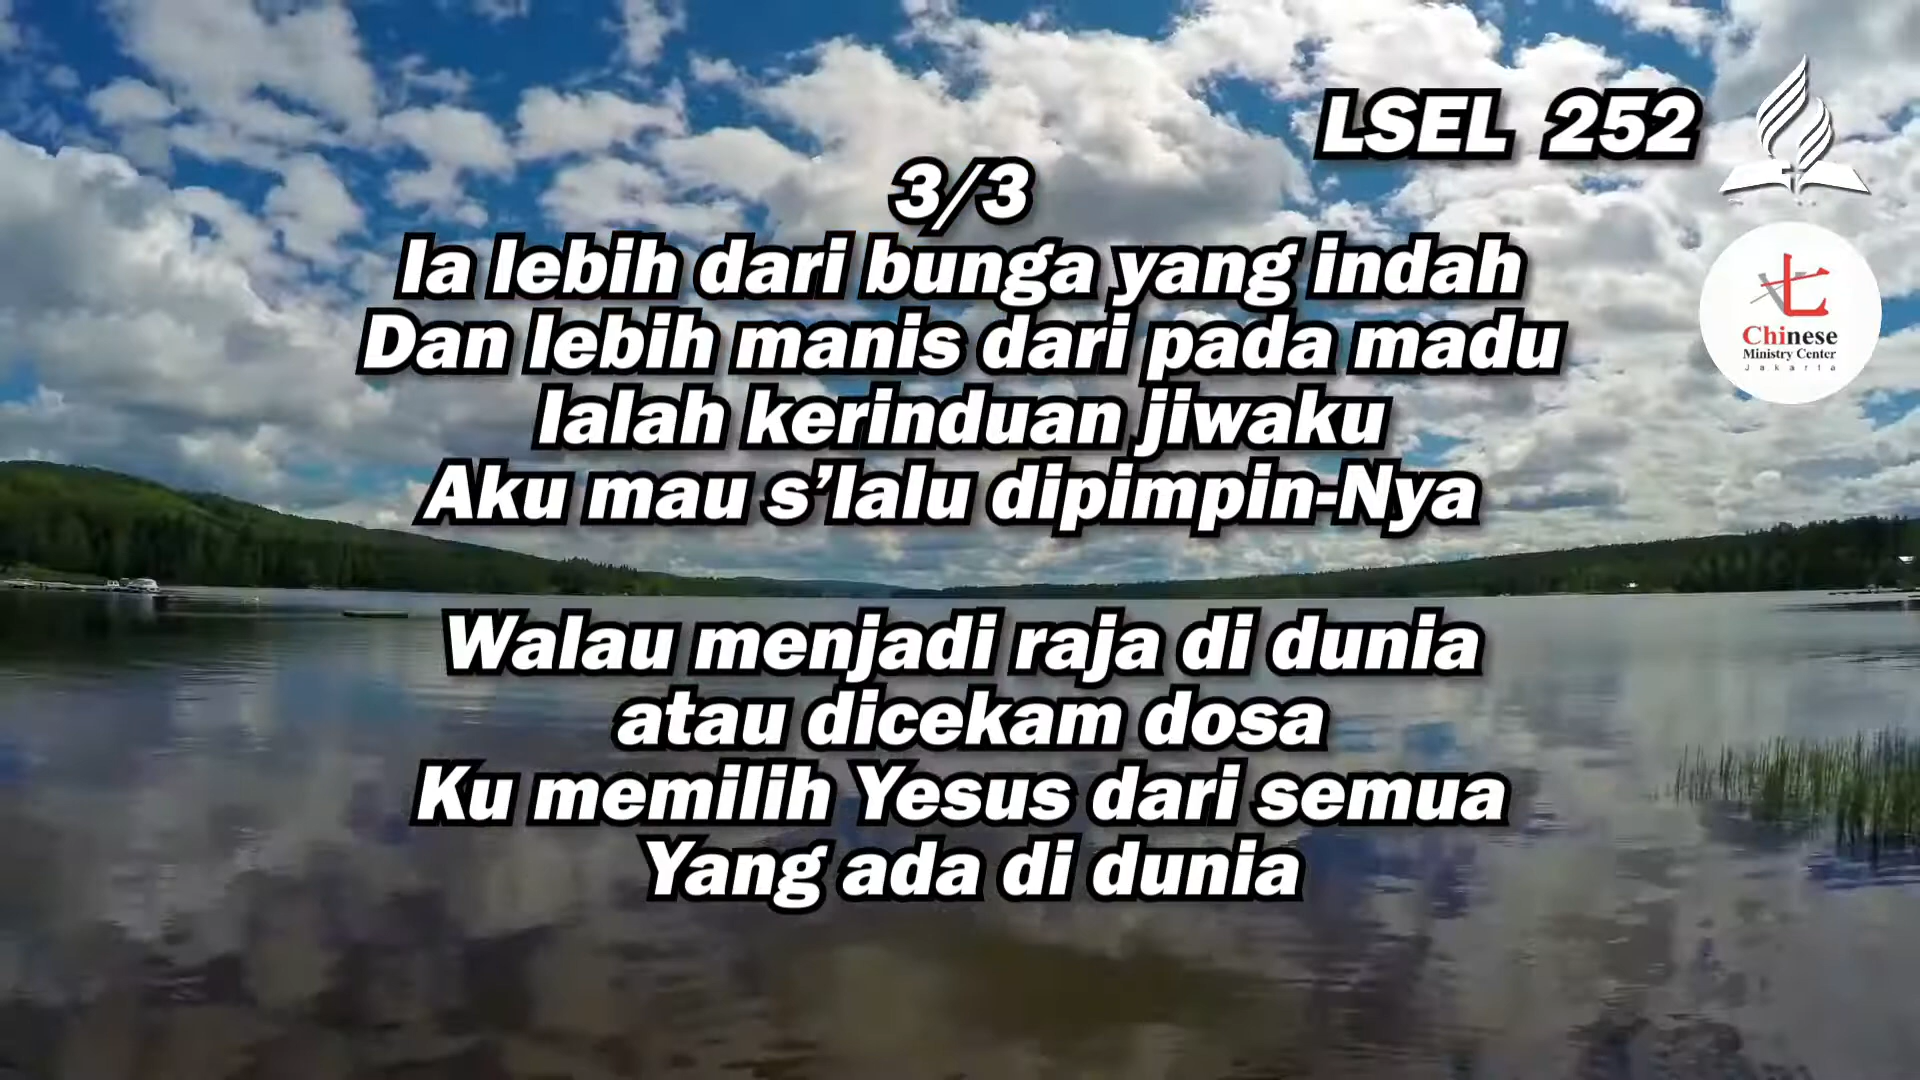 LSEL 252
3/3
Ia lebih dari bunga yang indah
Dan lebih manis dari pada madu
Ialah kerinduan jiwaku
Aku mau s’lalu dipimpin-Nya
Walau menjadi raja di dunia
atau dicekam dosa
Ku memilih Yesus dari semua
Yang ada di dunia
七
Chinese
Ministry Center
Jakarta